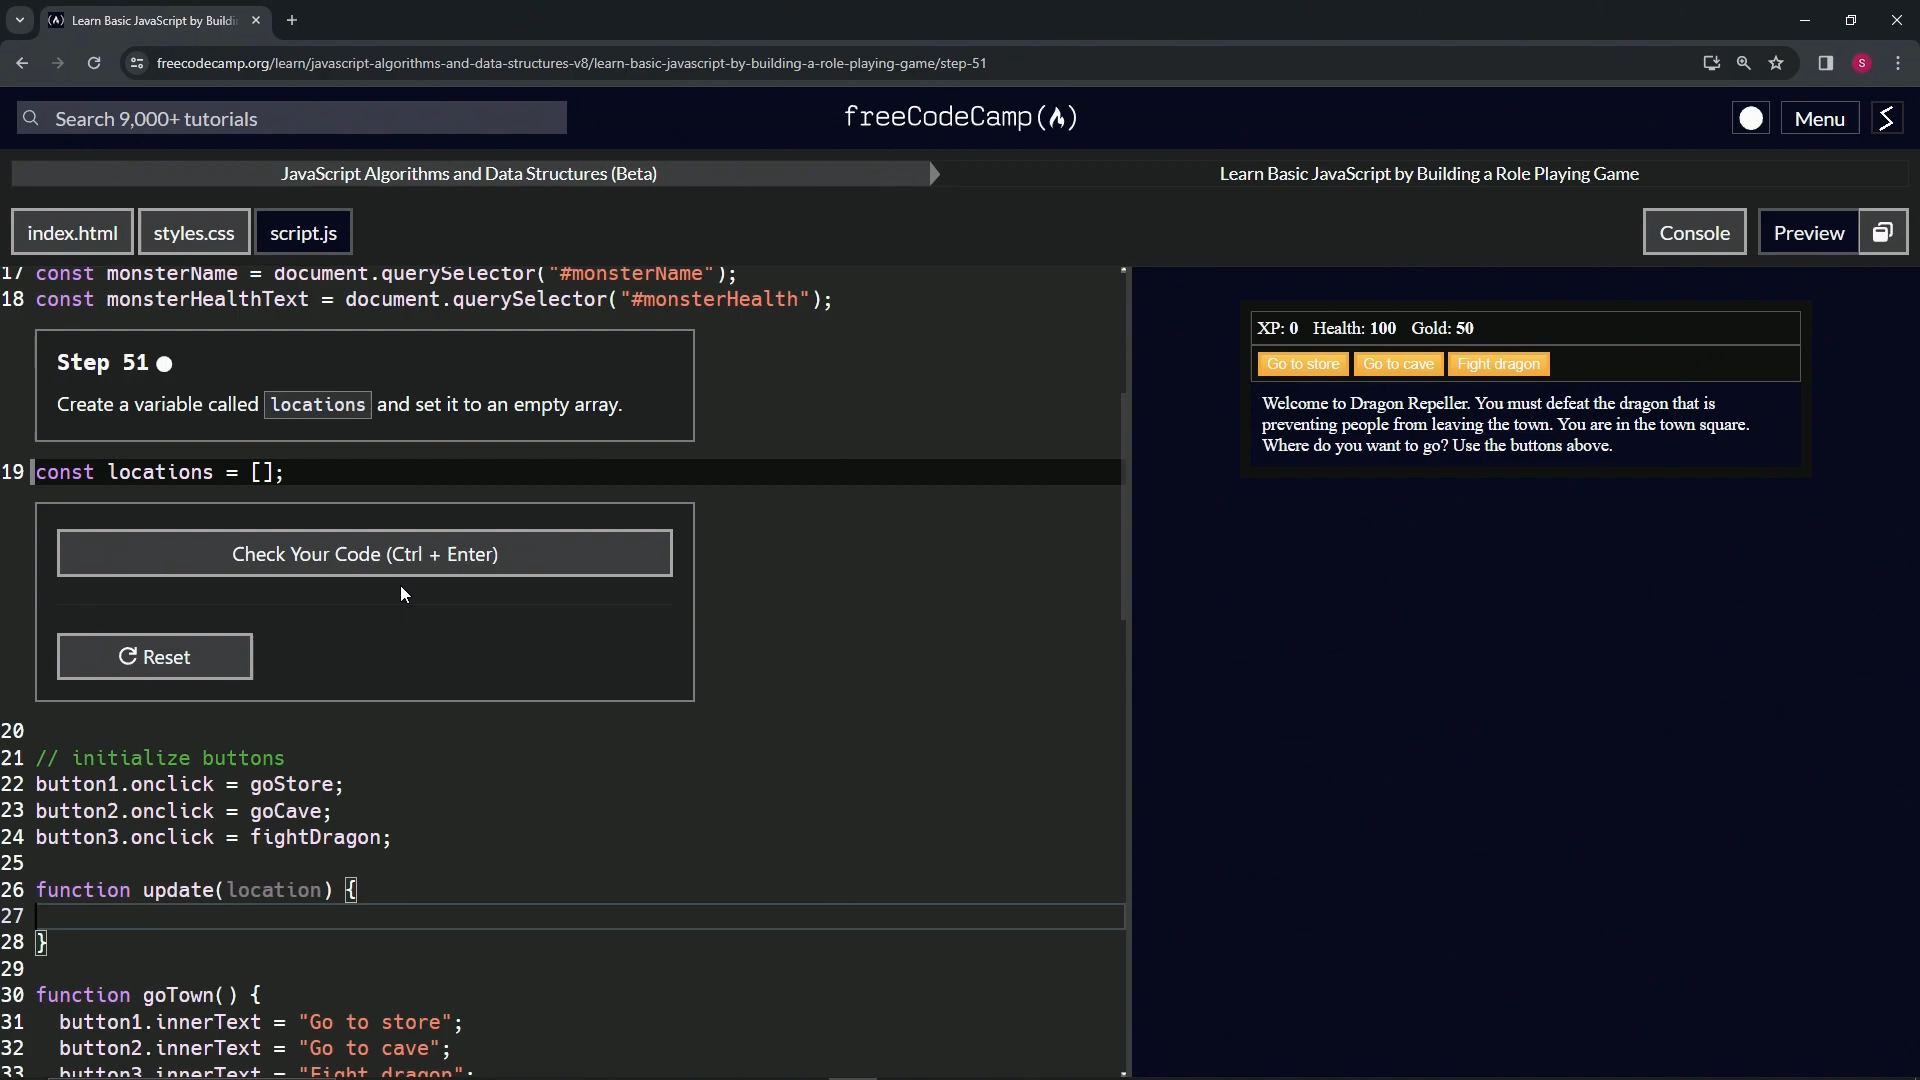 Learn Basic JavaScript by Buildi
freecodecamp.org/learn/javascript-algorithms-and-data-structures-v8/learn-basic-javascript-by-building-a-role-playing-game/step-51
S
Search 9,000+ tutorials
freeCodeCamp
Menu
JavaScript Algorithms and Data Structures (Beta)
Learn Basic JavaScript by Building a Role Playing Game
index.html
styles.css
script.js
Console
Preview
17 const monsterName = document.querySelector("#monsterName");
18 const monsterHealthText = document.querySelector("#monsterHealth");
Step 51
Create a variable called locations and set it to an empty array.
19 const locations = [];
Check Your Code (Ctrl + Enter)
Reset
20
21 // initialize buttons
22 button1.onclick = goStore;
23 button2.onclick = goCave;
24 button3.onclick = fightDragon;
25
26 function update(location) {
27
28 }
29
30 function goTown() {
31 button1.innerText = "Go to store";
32 button2.innerText = "Go to cave";
33 button3.innerText = "Fight dragon";
XP: 0 Health: 100 Gold: 50
Go to store
Go to cave
Fight dragon
Welcome to Dragon Repeller. You must defeat the dragon that is
preventing people from leaving the town. You are in the town square.
Where do you want to go? Use the buttons above.